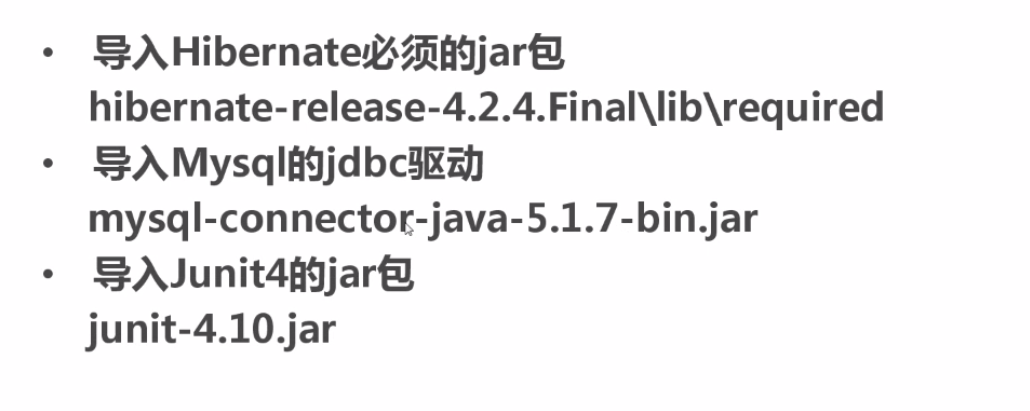 • 导入Hibernate必须的jar包
hibernate-release-4.2.4.Final\lib\required
• 导入Mysql的jdbc驱动
mysql-connector-java-5.1.7-bin.jar
• 导入Junit4的jar包
junit-4.10.jar